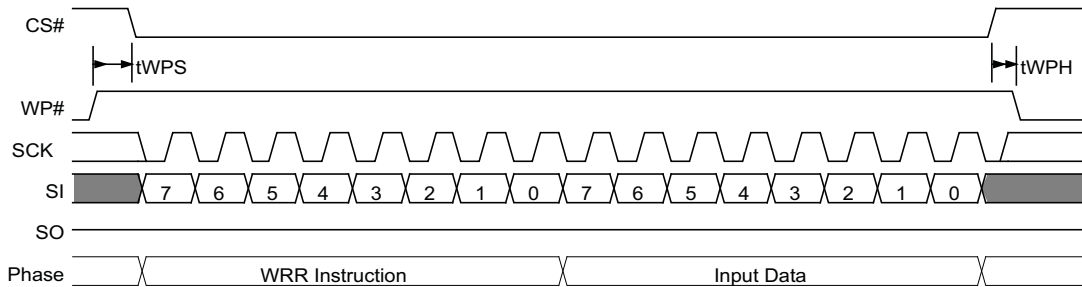 CS#
tWPS
tWPH
WP#
SCK
SI 7 6 5 4 3 2 1 0 7 6 5 4 3 2 1 0
SO
Phase WRR Instruction Input Data